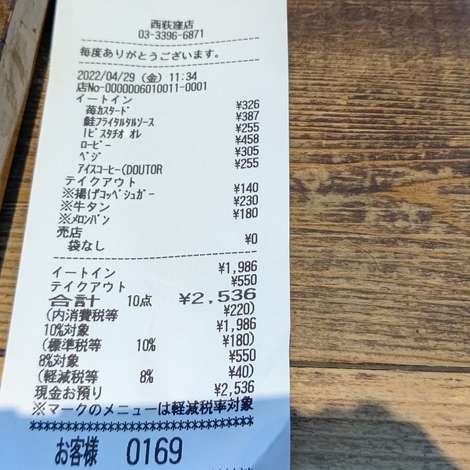 西荻窪店
03-3396-6871
毎度ありがとうございます。
2022/04/29 (金) 11:34
店No-0000006010011-0001
イートイン
苺カスタード ¥326
鮭フライタルタルソース ¥387
Iピスタチオ オレ ¥255
ロービー ¥458
ベジ ¥305
アイスコーヒー(DOUTOR ¥255
テイクアウト
※揚げコッペシュガー ¥140
※牛タン ¥230
※メロンパン ¥180
売店
袋なし ¥0
イートイン ¥1,986
テイクアウト ¥550
合計 10点 ¥2,536
(内消費税等 ¥220)
10%対象 ¥1,986
(標準税等 10% ¥180)
8%対象 ¥550
(軽減税等 8% ¥40)
現金お預り ¥2,536
※マークのメニューは軽減税率対象
**********************************
お客様 0169